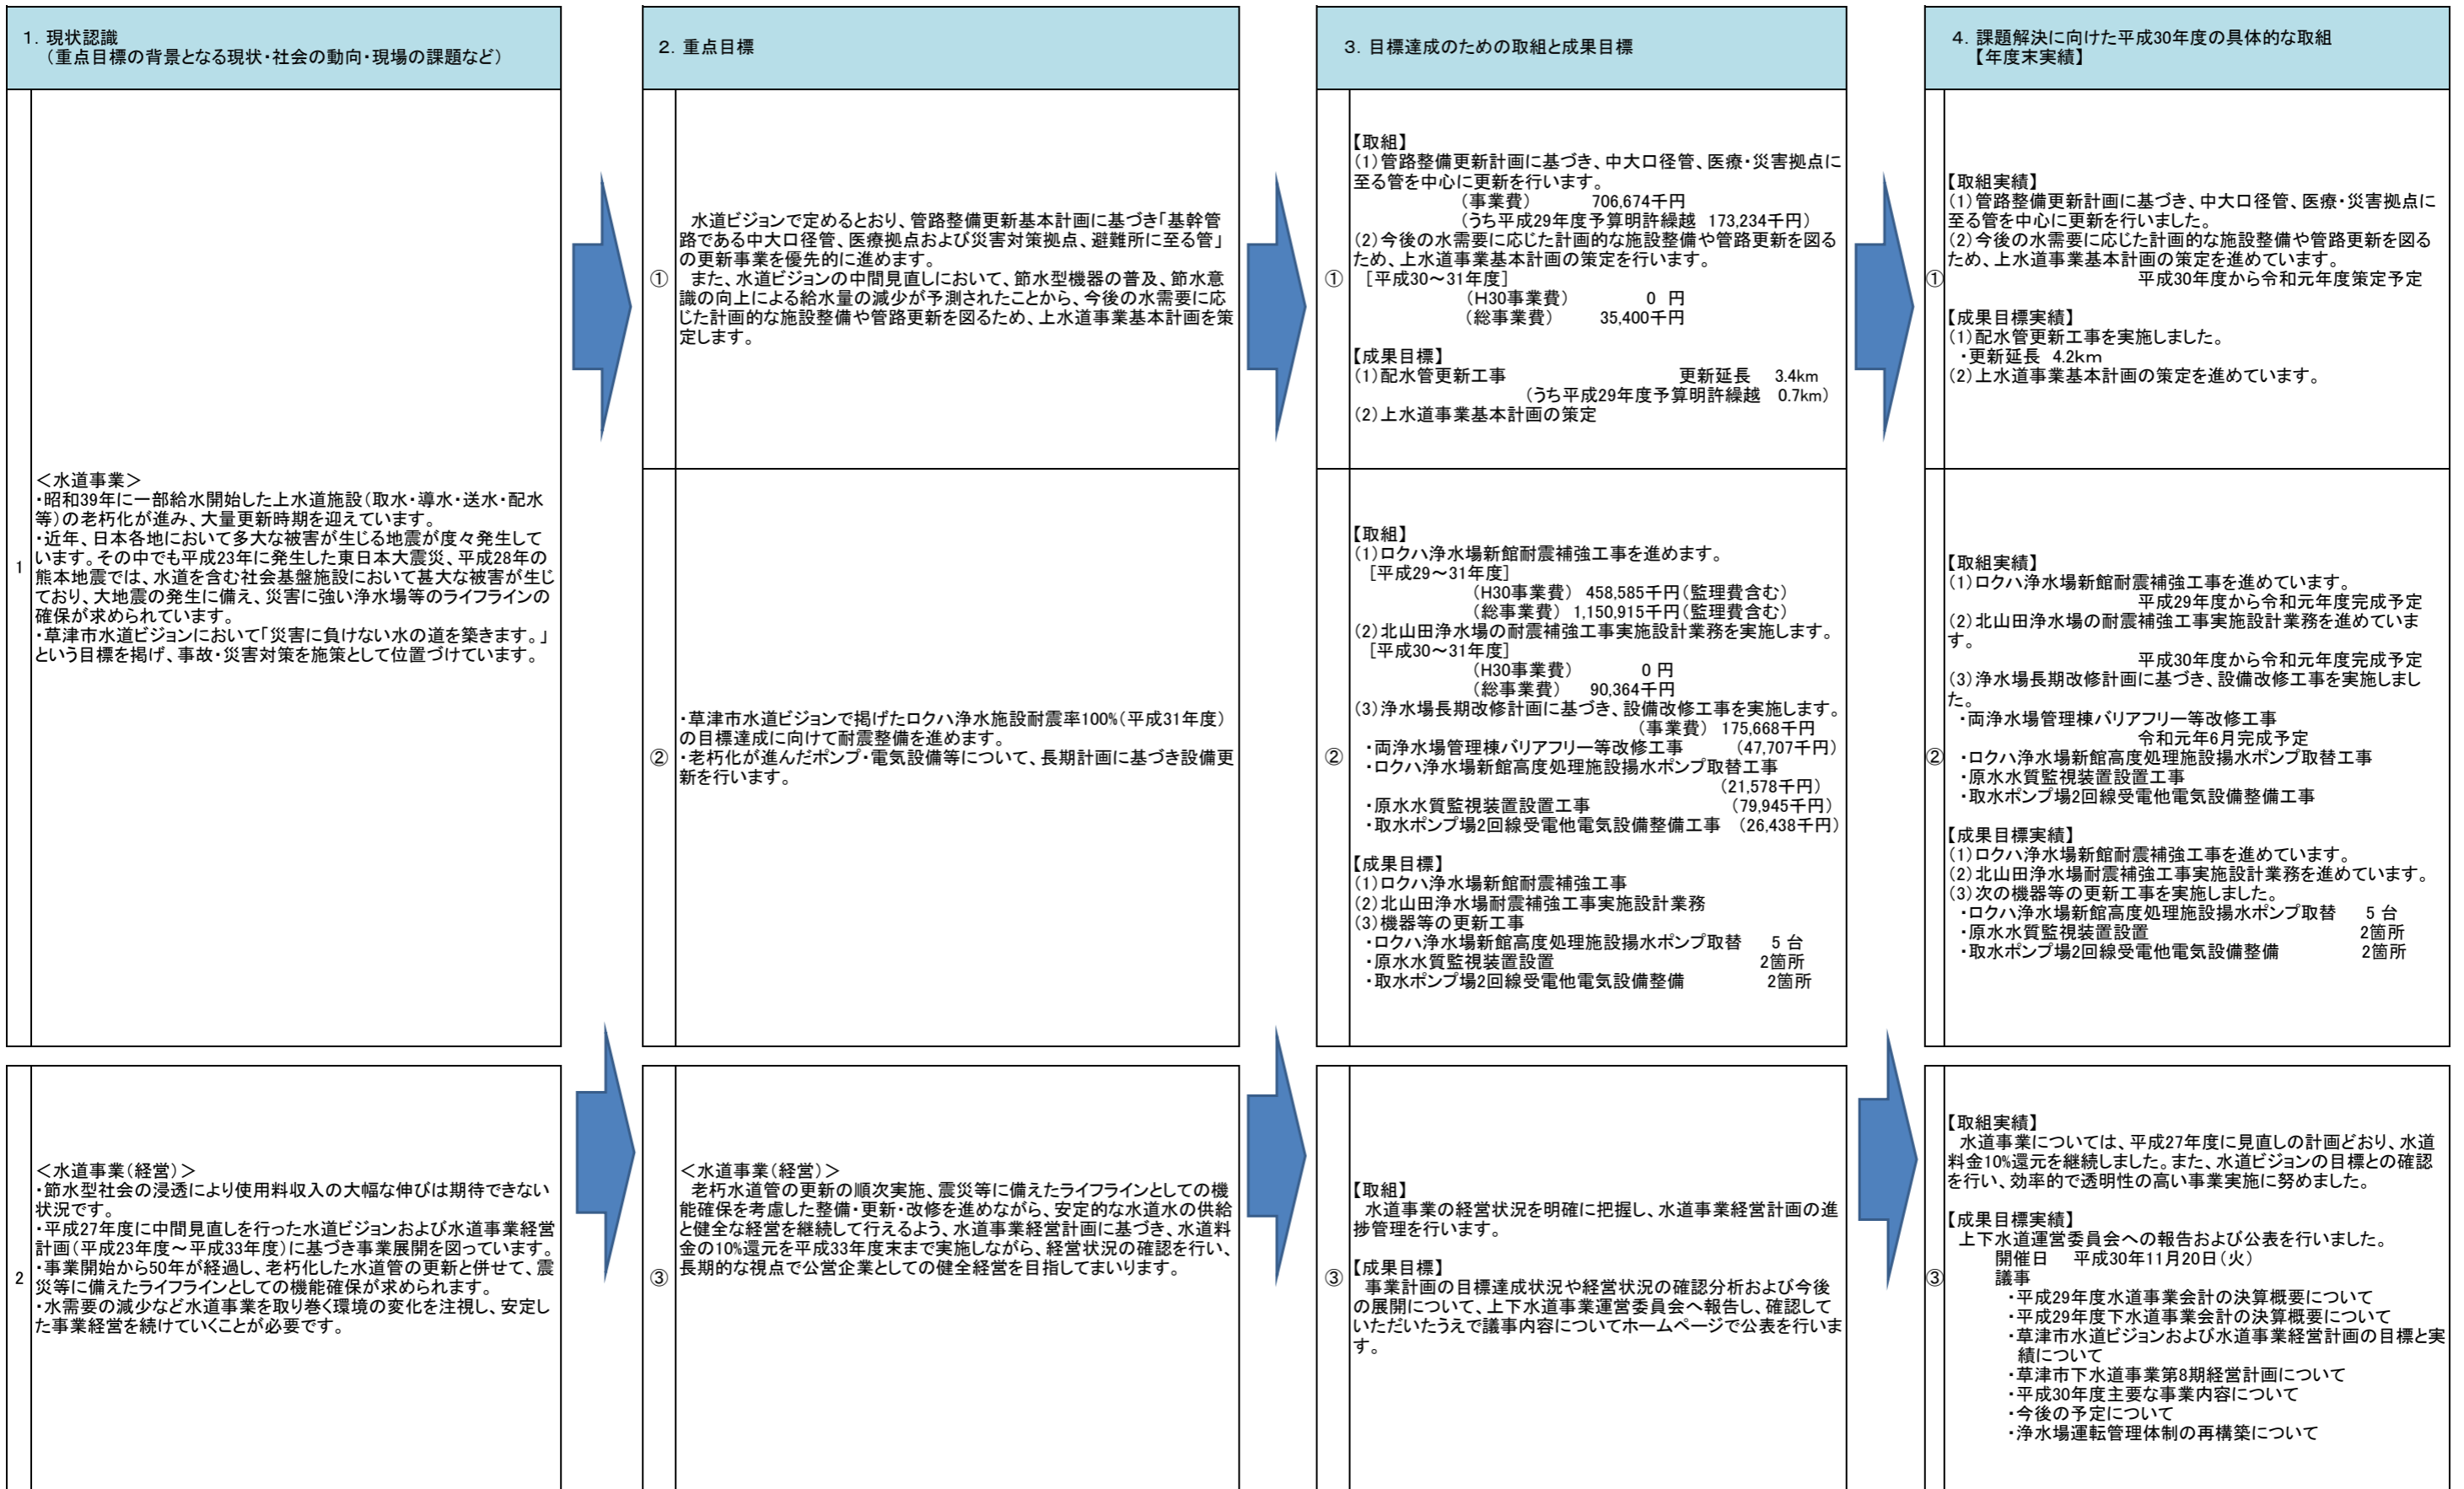 １．現状認識
（重点目標の背景となる現状・社会の動向・現場の課題など）
２．重点目標
３．目標達成のための取組と成果目標
４．課題解決に向けた平成30年度の具体的な取組
【年度末実績】
1
＜水道事業＞
・昭和39年に一部給水開始した上水道施設（取水・導水・送水・配水
等）の老朽化が進み、大量更新時期を迎えています。
・近年、日本各地において多大な被害が生じる地震が度々発生して
います。その中でも平成23年に発生した東日本大震災、平成28年の
熊本地震では、水道を含む社会基盤施設において甚大な被害が生じ
ており、大地震の発生に備え、災害に強い浄水場等のライフラインの
確保が求められています。
・草津市水道ビジョンにおいて「災害に負けない水の道を築きます。」
という目標を掲げ、事故・災害対策を施策として位置づけています。
①
水道ビジョンで定めるとおり、管路整備更新基本計画に基づき「基幹管
路である中大口径管、医療拠点および災害対策拠点、避難所に至る管」
の更新事業を優先的に進めます。
また、水道ビジョンの中間見直しにおいて、節水型機器の普及、節水意
識の向上による給水量の減少が予測されたことから、今後の水需要に応
じた計画的な施設整備や管路更新を図るため、上水道事業基本計画を策
定します。
①
【取組】
（1）管路整備更新計画に基づき、中大口径管、医療・災害拠点に
至る管を中心に更新を行います。
（事業費） 706,674千円
（うち平成29年度予算明許繰越 173,234千円）
（2）今後の水需要に応じた計画的な施設整備や管路更新を図る
ため、上水道事業基本計画の策定を行います。
［平成30～31年度］
（H30事業費） 0 円
（総事業費） 35,400千円
【成果目標】
（1）配水管更新工事 更新延長 3.4km
（うち平成29年度予算明許繰越 0.7km）
（2）上水道事業基本計画の策定
①
【取組実績】
（1）管路整備更新計画に基づき、中大口径管、医療・災害拠点に
至る管を中心に更新を行いました。
（2）今後の水需要に応じた計画的な施設整備や管路更新を図る
ため、上水道事業基本計画の策定を進めています。
平成30年度から令和元年度策定予定
【成果目標実績】
（1）配水管更新工事を実施しました。
・更新延長 4.2km
（2）上水道事業基本計画の策定を進めています。
②
・草津市水道ビジョンで掲げたロクハ浄水施設耐震率100%（平成31年度）
の目標達成に向けて耐震整備を進めます。
・老朽化が進んだポンプ・電気設備等について、長期計画に基づき設備更
新を行います。
②
【取組】
（1）ロクハ浄水場新館耐震補強工事を進めます。
［平成29～31年度］
（H30事業費） 458,585千円（監理費含む）
（総事業費） 1,150,915千円（監理費含む）
（2）北山田浄水場の耐震補強工事実施設計業務を実施します。
［平成30～31年度］
（H30事業費） 0 円
（総事業費） 90,364千円
（3）浄水場長期改修計画に基づき、設備改修工事を実施します。
（事業費） 175,668千円
・両浄水場管理棟バリアフリー等改修工事 （47,707千円）
・ロクハ浄水場新館高度処理施設揚水ポンプ取替工事
（21,578千円）
・原水水質監視装置設置工事 （79,945千円）
・取水ポンプ場2回線受電他電気設備整備工事 （26,438千円）
【成果目標】
（1）ロクハ浄水場新館耐震補強工事
（2）北山田浄水場耐震補強工事実施設計業務
（3）機器等の更新工事
・ロクハ浄水場新館高度処理施設揚水ポンプ取替 5 台
・原水水質監視装置設置 2箇所
・取水ポンプ場2回線受電他電気設備整備 2箇所
②
【取組実績】
（1）ロクハ浄水場新館耐震補強工事を進めています。
平成29年度から令和元年度完成予定
（2）北山田浄水場の耐震補強工事実施設計業務を進めていま
す。
平成30年度から令和元年度完成予定
（3）浄水場長期改修計画に基づき、設備改修工事を実施しまし
た。
・両浄水場管理棟バリアフリー等改修工事
令和元年6月完成予定
・ロクハ浄水場新館高度処理施設揚水ポンプ取替工事
・原水水質監視装置設置工事
・取水ポンプ場2回線受電他電気設備整備工事
【成果目標実績】
（1）ロクハ浄水場新館耐震補強工事を進めています。
（2）北山田浄水場耐震補強工事実施設計業務を進めています。
（3）次の機器等の更新工事を実施しました。
・ロクハ浄水場新館高度処理施設揚水ポンプ取替 5 台
・原水水質監視装置設置 2箇所
・取水ポンプ場2回線受電他電気設備整備 2箇所
2
＜水道事業（経営）＞
・節水型社会の浸透により使用料収入の大幅な伸びは期待できない
状況です。
・平成27年度に中間見直しを行った水道ビジョンおよび水道事業経営
計画（平成23年度～平成33年度）に基づき事業展開を図っています。
・事業開始から50年が経過し、老朽化した水道管の更新と併せて、震
災等に備えたライフラインとしての機能確保が求められます。
・水需要の減少など水道事業を取り巻く環境の変化を注視し、安定し
た事業経営を続けていくことが必要です。
③
＜水道事業（経営）＞
老朽水道管の更新の順次実施、震災等に備えたライフラインとしての機
能確保を考慮した整備・更新・改修を進めながら、安定的な水道水の供給
と健全な経営を継続して行えるよう、水道事業経営計画に基づき、水道料
金の10%還元を平成33年度末まで実施しながら、経営状況の確認を行い、
長期的な視点で公営企業としての健全経営を目指してまいります。
③
【取組】
水道事業の経営状況を明確に把握し、水道事業経営計画の進
捗管理を行います。
【成果目標】
事業計画の目標達成状況や経営状況の確認分析および今後
の展開について、上下水道事業運営委員会へ報告し、確認して
いただいたうえで議事内容についてホームページで公表を行いま
す。
③
【取組実績】
水道事業については、平成27年度に見直しの計画どおり、水道
料金10%還元を継続しました。また、水道ビジョンの目標との確認
を行い、効率的で透明性の高い事業実施に努めました。
【成果目標実績】
上下水道運営委員会への報告および公表を行いました。
開催日 平成30年11月20日（火）
議事
・平成29年度水道事業会計の決算概要について
・平成29年度下水道事業会計の決算概要について
・草津市水道ビジョンおよび水道事業経営計画の目標と実
績について
・草津市下水道事業第8期経営計画について
・平成30年度主要な事業内容について
・今後の予定について
・浄水場運転管理体制の再構築について